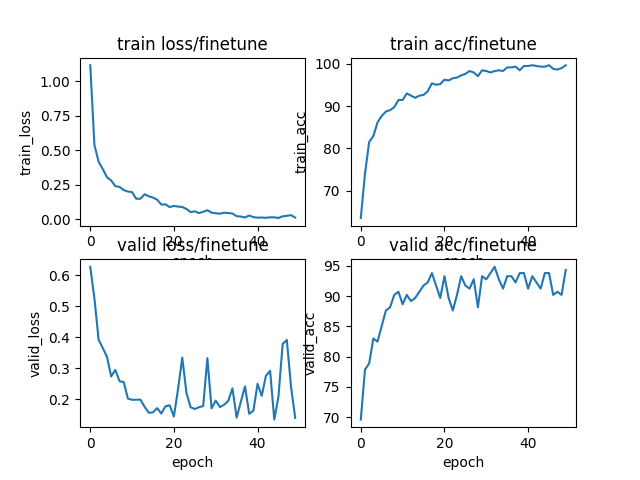 train loss/finetune
train acc/finetune
train_loss
1.00
0.75
0.50
0.25
0.00
0
20
40
epoch
train_acc
100
90
80
70
0
20
40
epoch
valid loss/finetune
valid acc/finetune
valid_loss
0.6
0.5
0.4
0.3
0.2
0
20
40
epoch
valid_acc
95
90
85
80
75
70
0
20
40
epoch